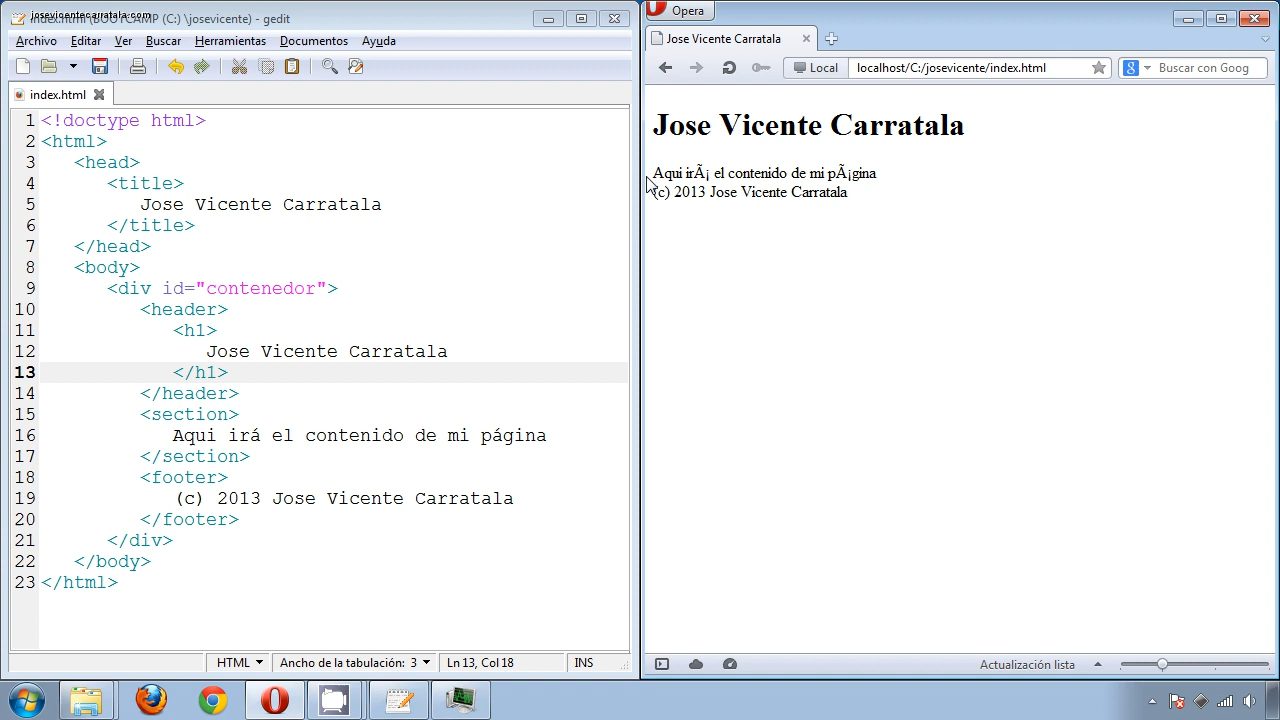 josevicentecarratala.com
index.html (BOOTCAMP (C:) \josevicente) - gedit
Archivo Editar Ver Buscar Herramientas Documentos Ayuda
index.html
1 <!doctype html>
2 <html>
3 <head>
4 <title>
5 Jose Vicente Carratala
6 </title>
7 </head>
8 <body>
9 <div id="contenedor">
10 <header>
11 <h1>
12 Jose Vicente Carratala
13 </h1>
14 </header>
15 <section>
16 Aqui irá el contenido de mi página
17 </section>
18 <footer>
19 (c) 2013 Jose Vicente Carratala
20 </footer>
21 </div>
22 </body>
23 </html>
HTML Ancho de la tabulación: 3 Ln 13, Col 18 INS
Opera
Jose Vicente Carratala
Local localhost/C:/josevicente/index.html 8 Buscar con Goog
Jose Vicente Carratala
Aqui irÃ¡ el contenido de mi pÃ¡gina
(c) 2013 Jose Vicente Carratala
Actualización lista